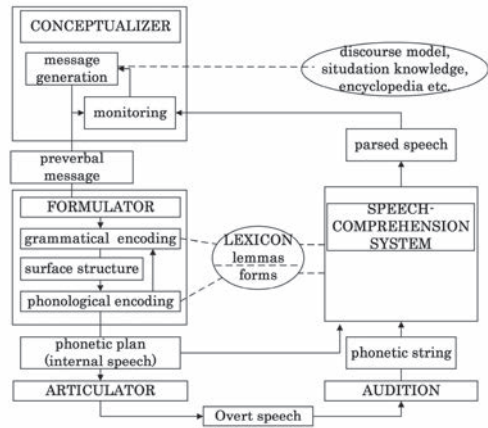 CONCEPTUALIZER
message
generation
monitoring
discourse model,
situdation knowledge,
encyclopedia etc.
parsed speech
preverbal
message
FORMULATOR
grammatical encoding
surface structure
phonological encoding
LEXICON
lemmas
forms
SPEECH-
COMPREHENSION
SYSTEM
phonetic plan
(internal speech)
phonetic string
ARTICULATOR
AUDITION
Overt speech